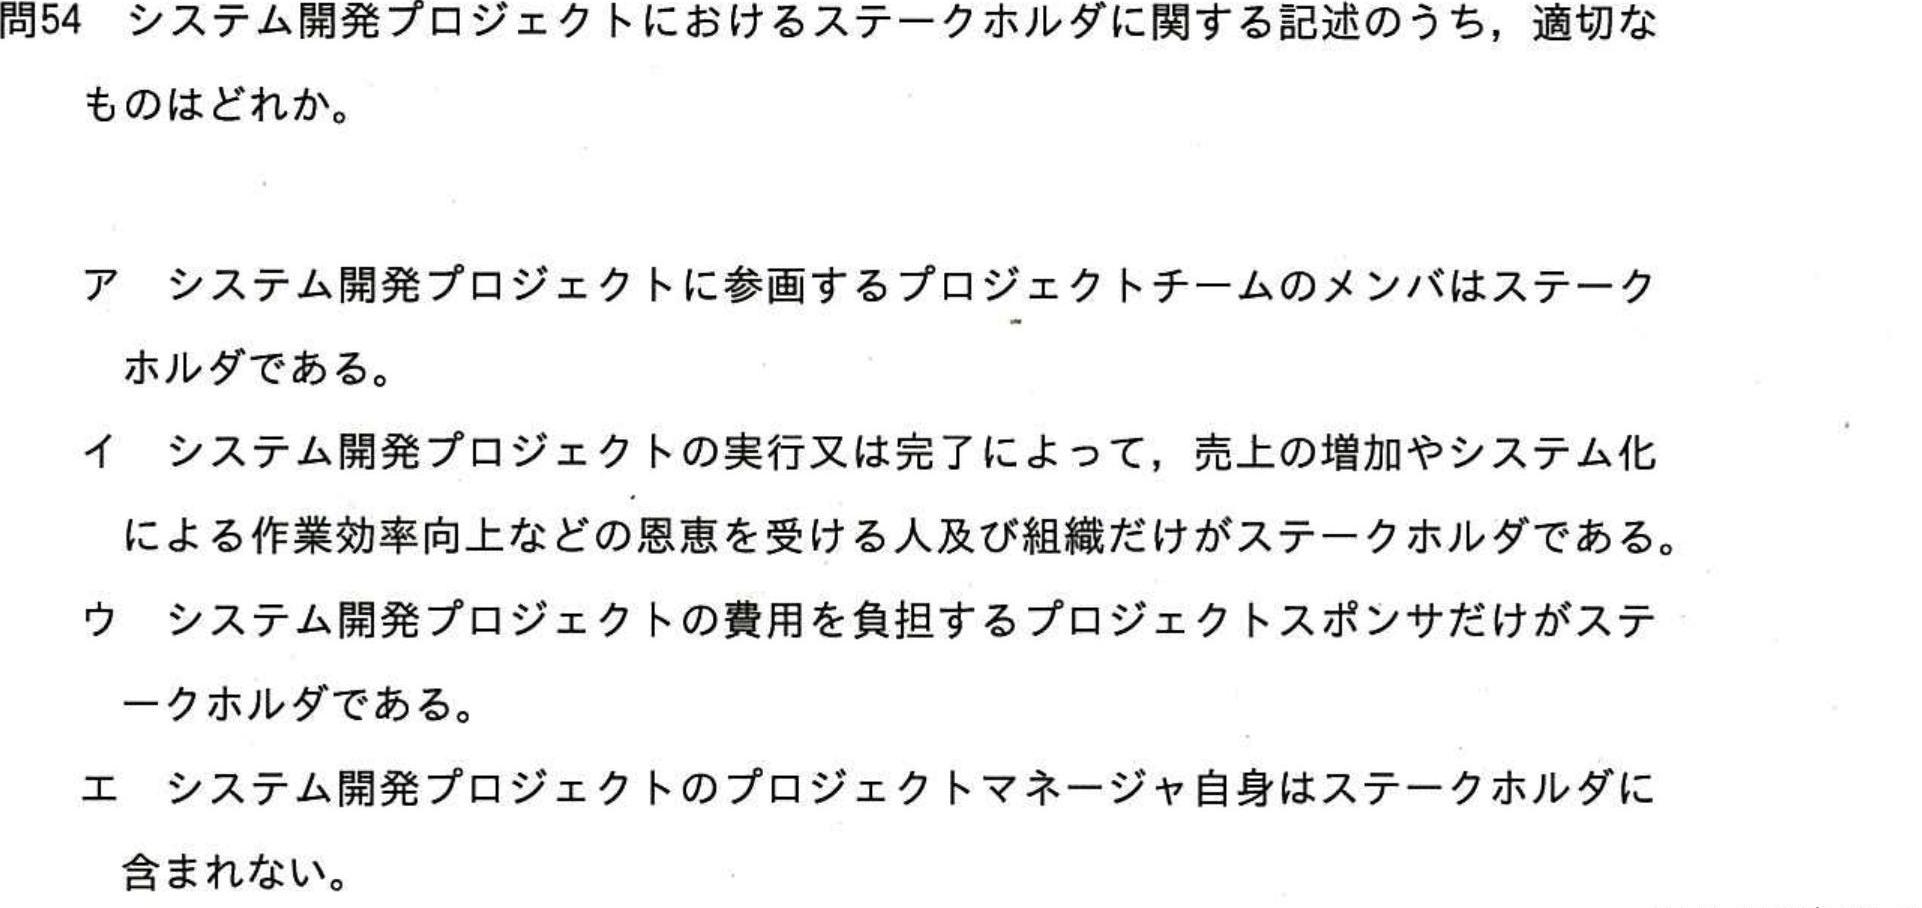 問54 システム開発プロジェクトにおけるステークホルダに関する記述のうち，適切な
ものはどれか。
ア システム開発プロジェクトに参画するプロジェクトチームのメンバはステーク
ホルダである。
イ システム開発プロジェクトの実行又は完了によって，売上の増加やシステム化
による作業効率向上などの恩恵を受ける人及び組織だけがステークホルダである。
ウ システム開発プロジェクトの費用を負担するプロジェクトスポンサだけがステ
ークホルダである。
エ システム開発プロジェクトのプロジェクトマネージャ自身はステークホルダに
含まれない。